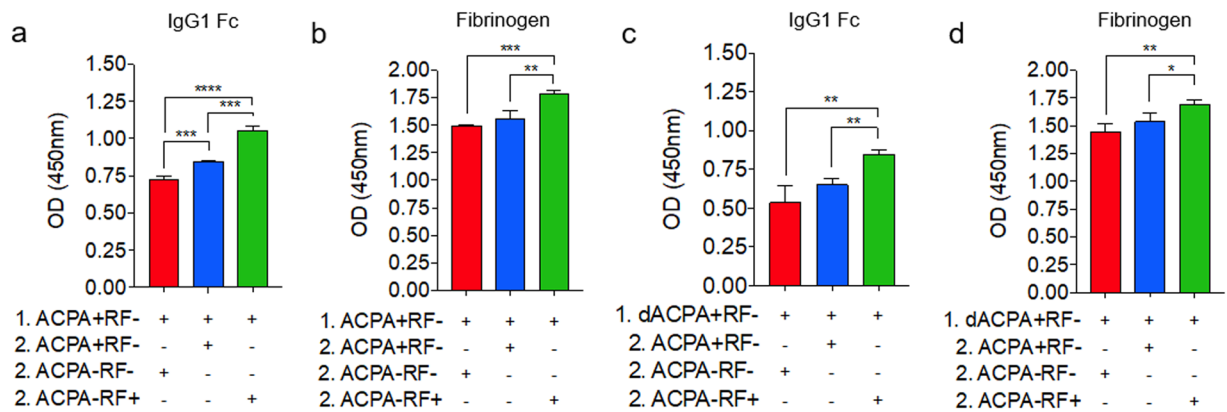 a
IgG1 Fc
OD (450nm)
1.50
1.25
1.00
0.75
0.50
0.25
0.00
****
***
***
1. ACPA+RF- + + +
2. ACPA+RF- - + -
2. ACPA-RF- + - -
2. ACPA-RF+ - - +
b
Fibrinogen
OD (450nm)
2.00
1.75
1.50
1.25
1.00
0.75
0.50
0.25
0.00
***
**
1. ACPA+RF- + + +
2. ACPA+RF- - + -
2. ACPA-RF- + - -
2. ACPA-RF+ - - +
c
IgG1 Fc
OD (450nm)
1.50
1.25
1.00
0.75
0.50
0.25
0.00
**
**
1. dACPA+RF- + + +
2. ACPA+RF- - + -
2. ACPA-RF- + - -
2. ACPA-RF+ - - +
d
Fibrinogen
OD (450nm)
2.00
1.75
1.50
1.25
1.00
0.75
0.50
0.25
0.00
**
*
1. dACPA+RF- + + +
2. ACPA+RF- - + -
2. ACPA-RF- + - -
2. ACPA-RF+ - - +